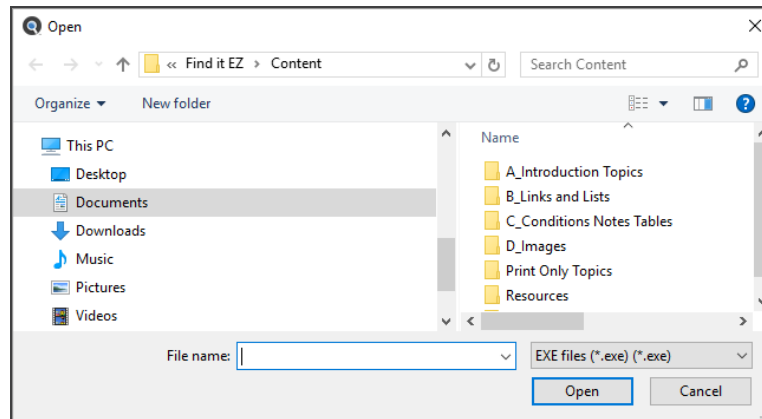 Open
« Find it EZ › Content
Search Content
Organize
New folder
This PC
Desktop
Documents
Downloads
Music
Pictures
Videos
Name
A_Introduction Topics
B_Links and Lists
C_Conditions Notes Tables
D_Images
Print Only Topics
Resources
File name:
EXE files (*.exe) (*.exe)
Open
Cancel